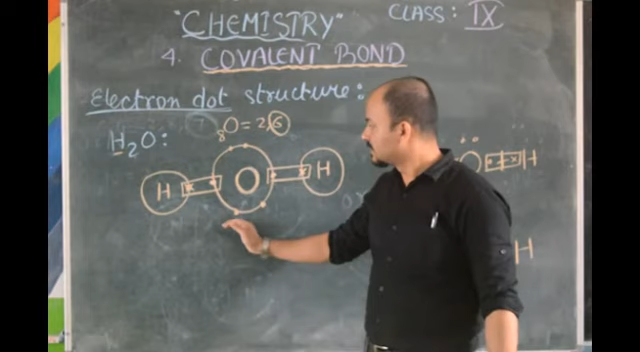 "CHEMISTRY"
CLASS: IX
4. COVALENT BOND
Electron dot structure:
H₂O:
₈O = 2,6
H O H
H
H